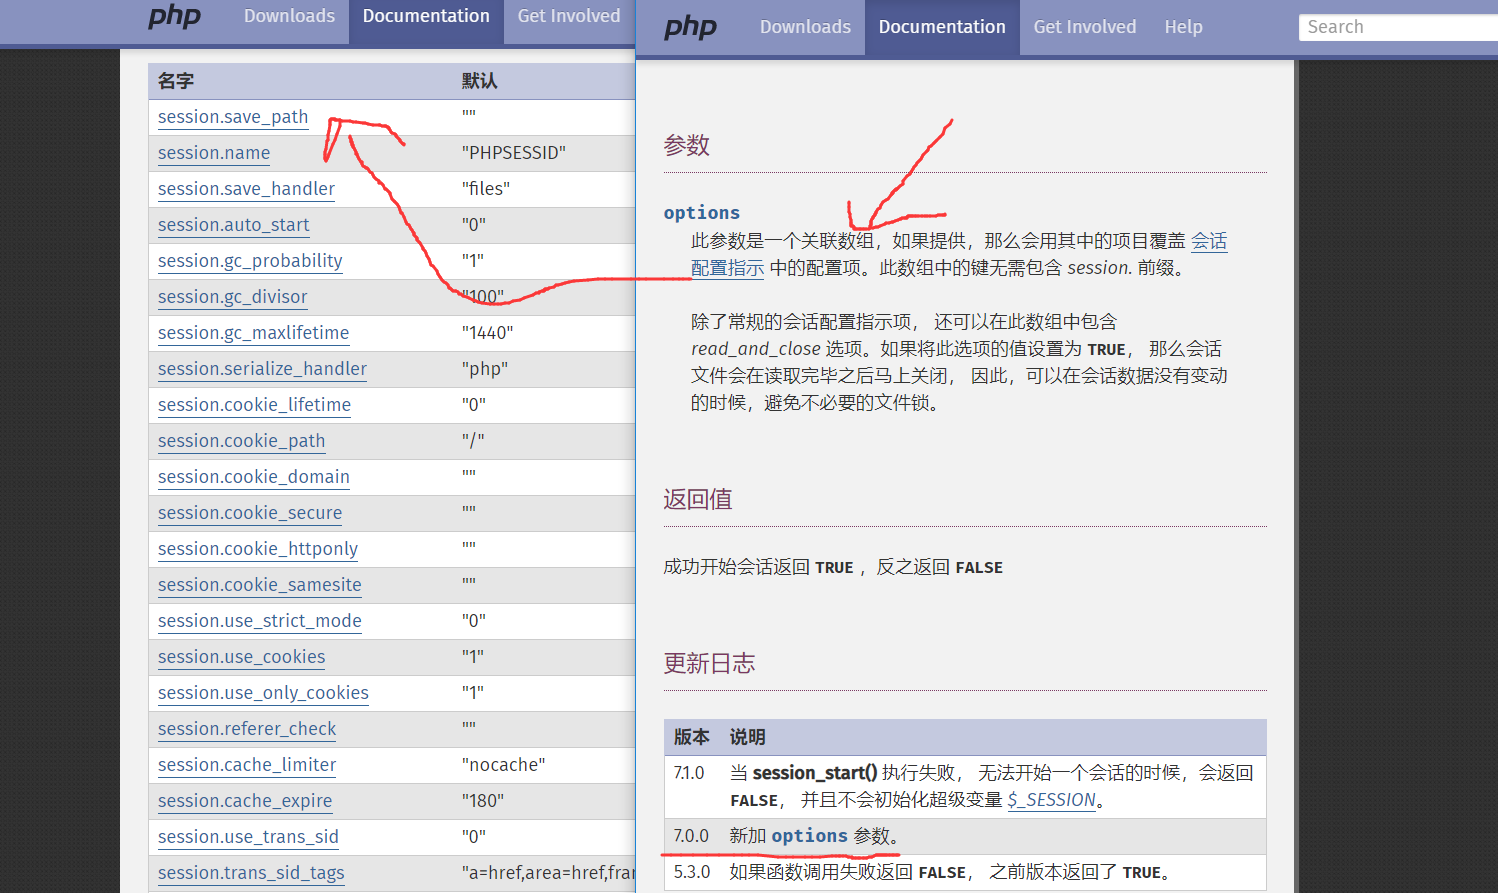 php Downloads Documentation Get Involved
名字 默认
session.save_path ""
session.name "PHPSESSID"
session.save_handler "files"
session.auto_start "0"
session.gc_probability "1"
session.gc_divisor "100"
session.gc_maxlifetime "1440"
session.serialize_handler "php"
session.cookie_lifetime "0"
session.cookie_path "/"
session.cookie_domain ""
session.cookie_secure ""
session.cookie_httponly ""
session.cookie_samesite ""
session.use_strict_mode "0"
session.use_cookies "1"
session.use_only_cookies "1"
session.referer_check ""
session.cache_limiter "nocache"
session.cache_expire "180"
session.use_trans_sid "0"
session.trans_sid_tags "a=href,area=href,frar
php Downloads Documentation Get Involved Help Search
参数
options
此参数是一个关联数组，如果提供，那么会用其中的项目覆盖 会话
配置指示 中的配置项。此数组中的键无需包含 session. 前缀。
除了常规的会话配置指示项， 还可以在此数组中包含
read_and_close 选项。如果将此选项的值设置为 TRUE， 那么会话
文件会在读取完毕之后马上关闭， 因此，可以在会话数据没有变动
的时候，避免不必要的文件锁。
返回值
成功开始会话返回 TRUE ，反之返回 FALSE
更新日志
版本 说明
7.1.0 当 session_start() 执行失败， 无法开始一个会话的时候，会返回
FALSE， 并且不会初始化超级变量 $_SESSION。
7.0.0 新加 options 参数。
5.3.0 如果函数调用失败返回 FALSE， 之前版本返回了 TRUE。